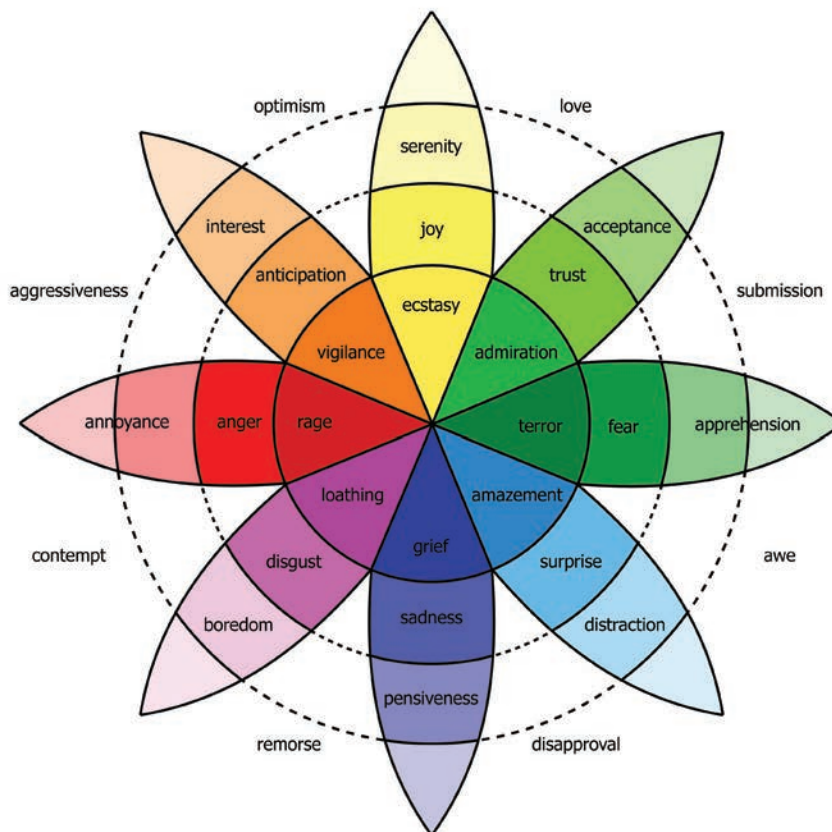 optimism
love
serenity
interest
acceptance
joy
anticipation
trust
aggressiveness
submission
ecstasy
vigilance
admiration
annoyance
anger
rage
terror
fear
apprehension
loathing
amazement
grief
contempt
disgust
surprise
awe
boredom
sadness
distraction
pensiveness
remorse
disapproval